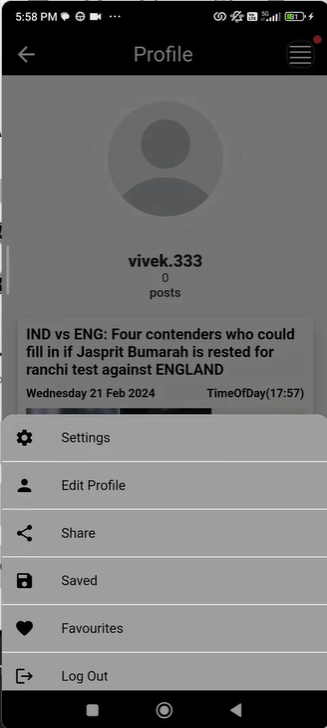 5:58 PM
5G
81
Profile
vivek.333
0
posts
IND vs ENG: Four contenders who could
fill in if Jasprit Bumarah is rested for
ranchi test against ENGLAND
Wednesday 21 Feb 2024 TimeOfDay(17:57)
Settings
Edit Profile
Share
Saved
Favourites
Log Out